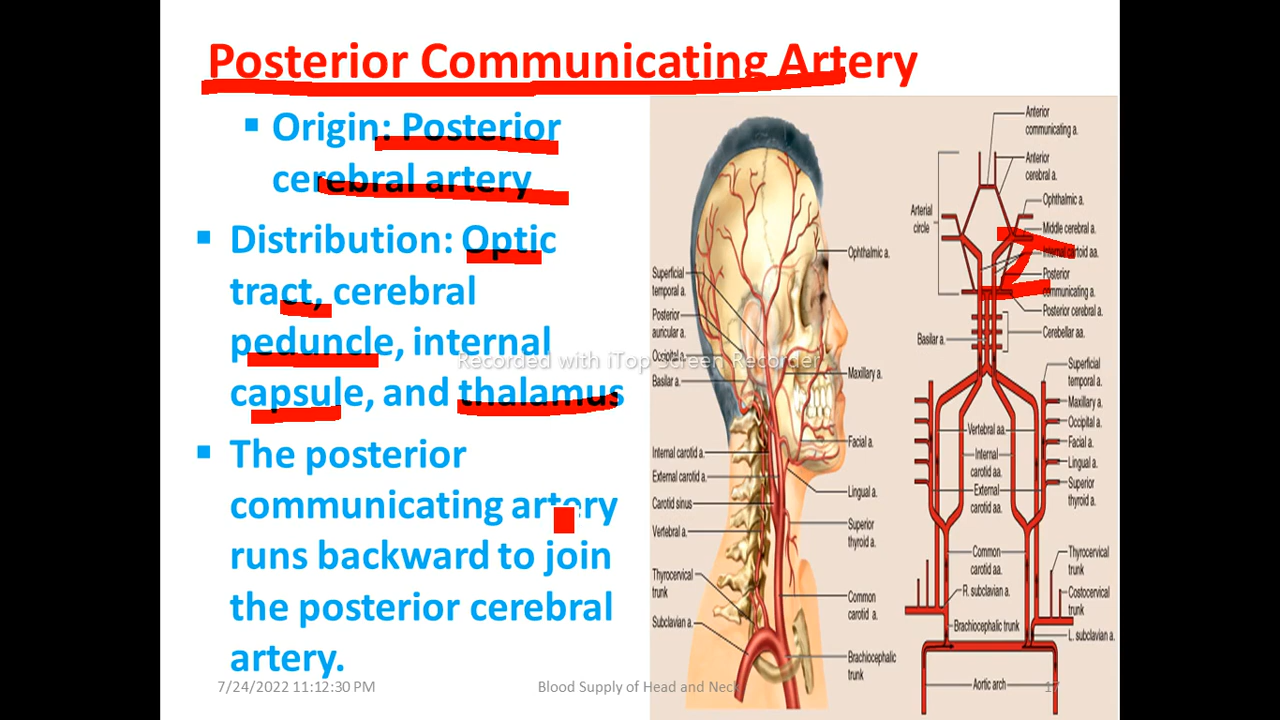 Posterior Communicating Artery
▪ Origin: Posterior
cerebral artery
▪ Distribution: Optic
tract, cerebral
peduncle, internal
capsule, and thalamus
▪ The posterior
communicating artery
runs backward to join
the posterior cerebral
artery.
Recorded with iTop Screen Recorder
Superficial
temporal a.
Posterior
auricular a.
Occipital a.
Basilar a.
Internal carotid a.
External carotid a.
Carotid sinus
Vertebral a.
Thyrocervical
trunk
Subclavian a.
Ophthalmic a.
Maxillary a.
Facial a.
Lingual a.
Superior
thyroid a.
Common
carotid a.
Brachiocephalic
trunk
Anterior
communicating a.
Anterior
cerebral a.
Arterial
circle
Ophthalmic a.
Middle cerebral a.
Internal cartoid aa.
Posterior
communicating a.
Posterior cerebral a.
Basilar a.
Cerebellar aa.
Superficial
temporal a.
Maxillary a.
Occipital a.
Facial a.
Lingual a.
Superior
thyroid a.
Vertebral aa.
Internal
carotid aa.
External
carotid aa.
Common
carotid aa.
R. subclavian a.
Brachiocephalic trunk
Thyrocervical
trunk
Costocervical
trunk
L. subclavian a.
Aortic arch
7/24/2022 11:12:30 PM
Blood Supply of Head and Neck
17